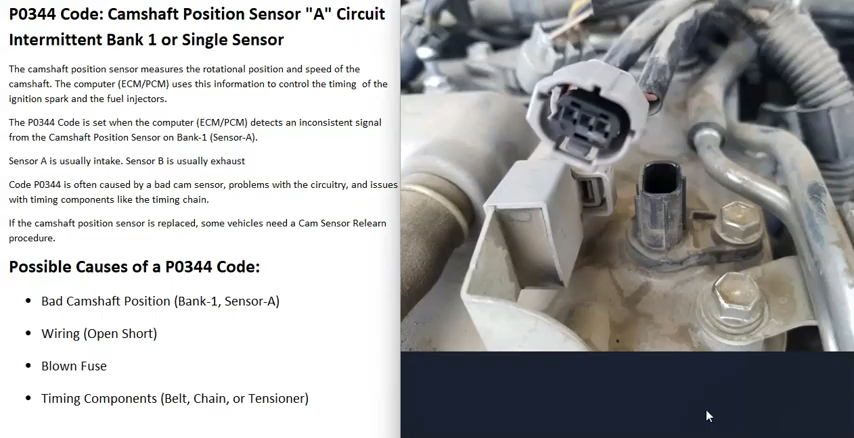 P0344 Code: Camshaft Position Sensor "A" Circuit
Intermittent Bank 1 or Single Sensor
The camshaft position sensor measures the rotational position and speed of the
camshaft. The computer (ECM/PCM) uses this information to control the timing of the
ignition spark and the fuel injectors.
The P0344 Code is set when the computer (ECM/PCM) detects an inconsistent signal
from the Camshaft Position Sensor on Bank-1 (Sensor-A).
Sensor A is usually intake. Sensor B is usually exhaust
Code P0344 is often caused by a bad cam sensor, problems with the circuitry, and issues
with timing components like the timing chain.
If the camshaft position sensor is replaced, some vehicles need a Cam Sensor Relearn
procedure.
Possible Causes of a P0344 Code:
• Bad Camshaft Position (Bank-1, Sensor-A)
• Wiring (Open Short)
• Blown Fuse
• Timing Components (Belt, Chain, or Tensioner)